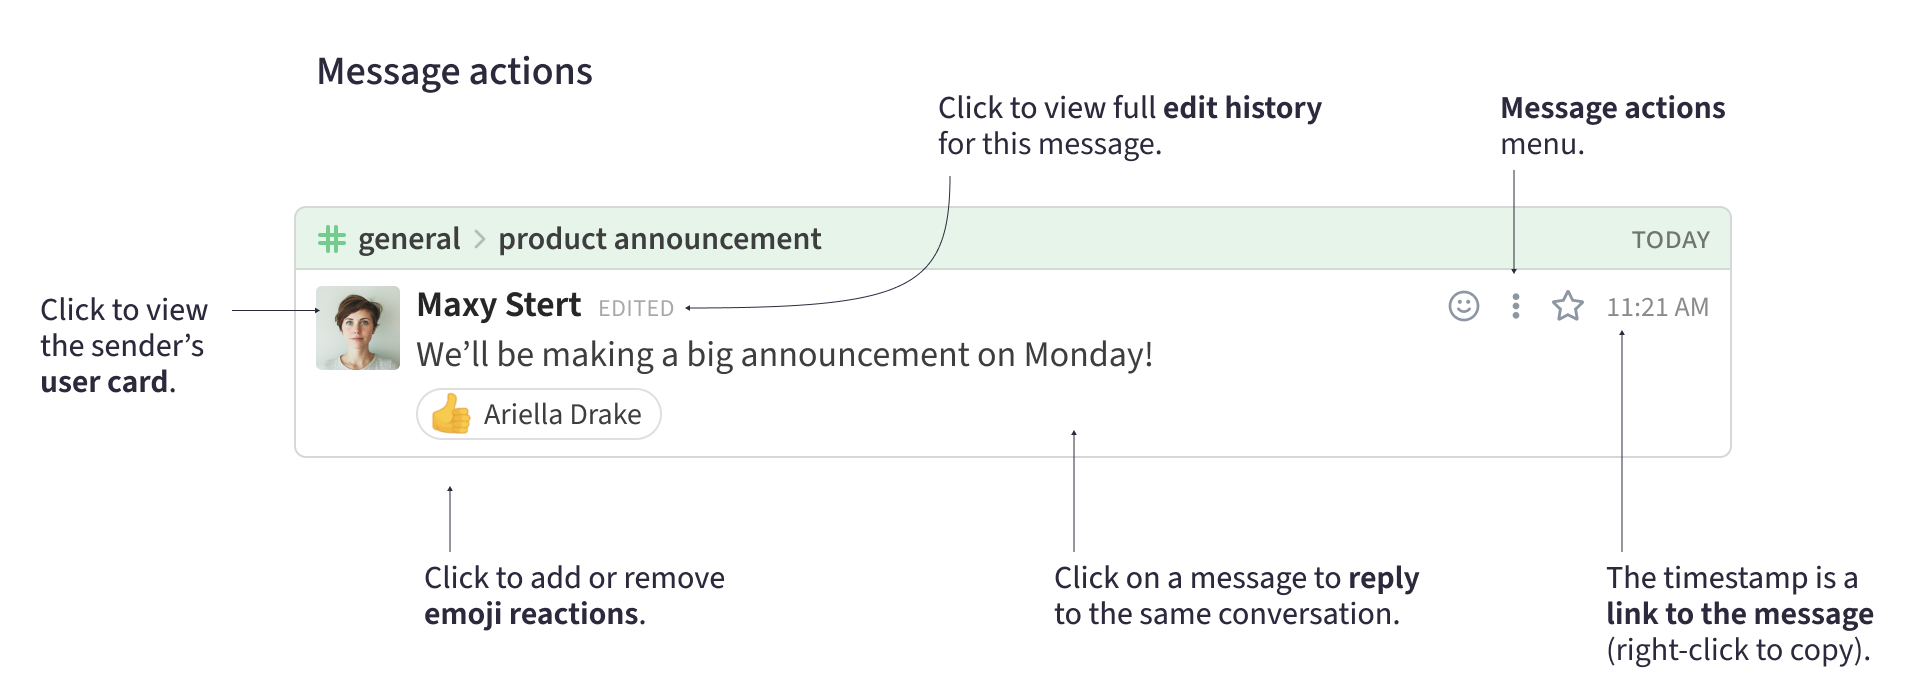 Message actions
Click to view full edit history
for this message.
Message actions
menu.
# general > product announcement
TODAY
Click to view
the sender’s
user card.
Maxy Stert EDITED
11:21 AM
We’ll be making a big announcement on Monday!
Ariella Drake
Click to add or remove
emoji reactions.
Click on a message to reply
to the same conversation.
The timestamp is a
link to the message
(right-click to copy).